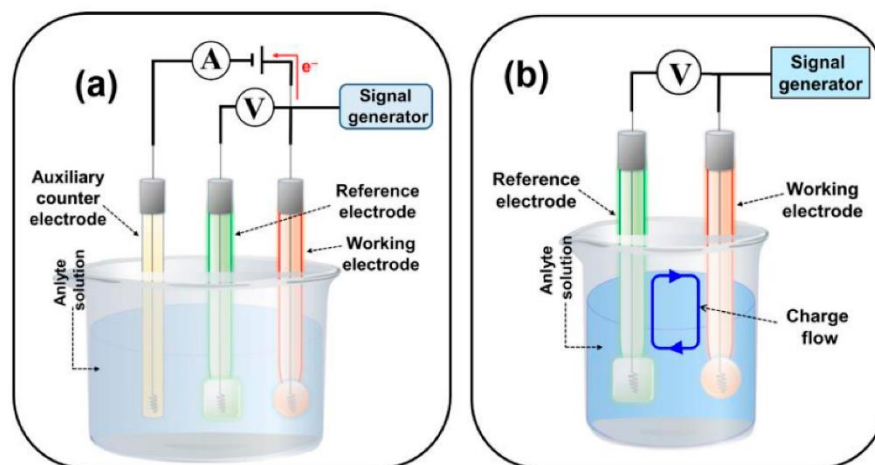 (a)
A
e⁻
V
Signal
generator
Auxiliary
counter
electrode
Reference
electrode
Working
electrode
Anlyte
solution
(b)
V
Signal
generator
Reference
electrode
Working
electrode
Anlyte
solution
Charge
flow